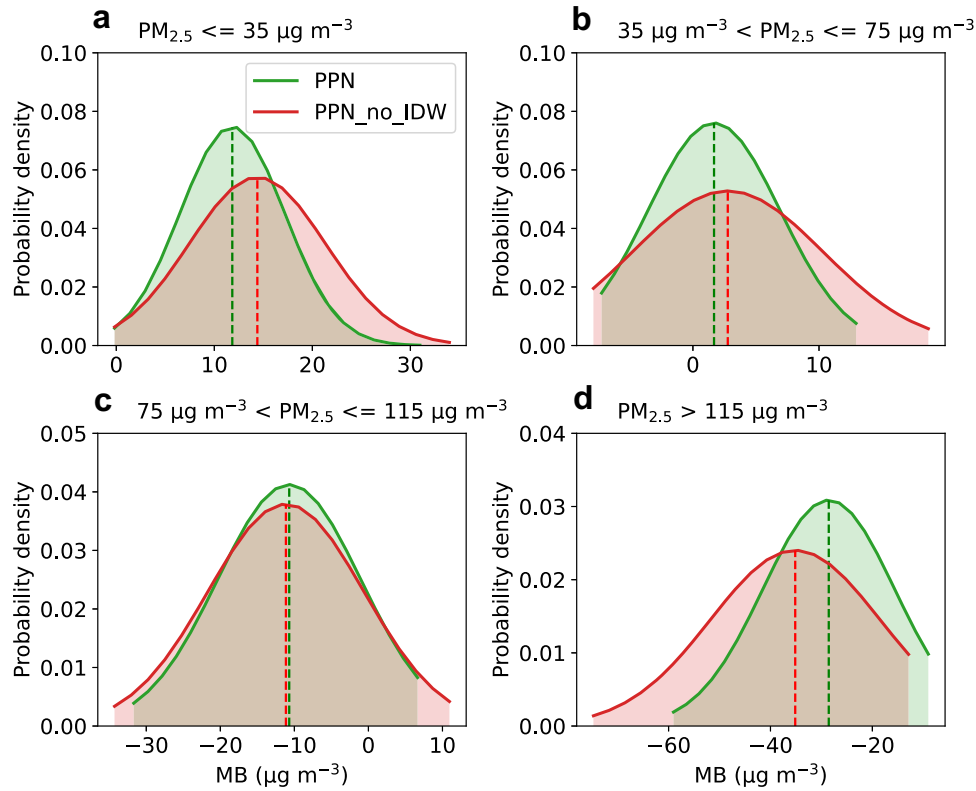 a PM2.5 <= 35 μg m−3
b 35 μg m−3 < PM2.5 <= 75 μg m−3
Probability density
0.10
0.08
0.06
0.04
0.02
0.00
0 10 20 30
PPN
PPN_no_IDW
Probability density
0.10
0.08
0.06
0.04
0.02
0.00
0 10
c 75 μg m−3 < PM2.5 <= 115 μg m−3
d PM2.5 > 115 μg m−3
Probability density
0.05
0.04
0.03
0.02
0.01
0.00
−30 −20 −10 0 10
MB (μg m−3)
Probability density
0.04
0.03
0.02
0.01
0.00
−60 −40 −20
MB (μg m−3)